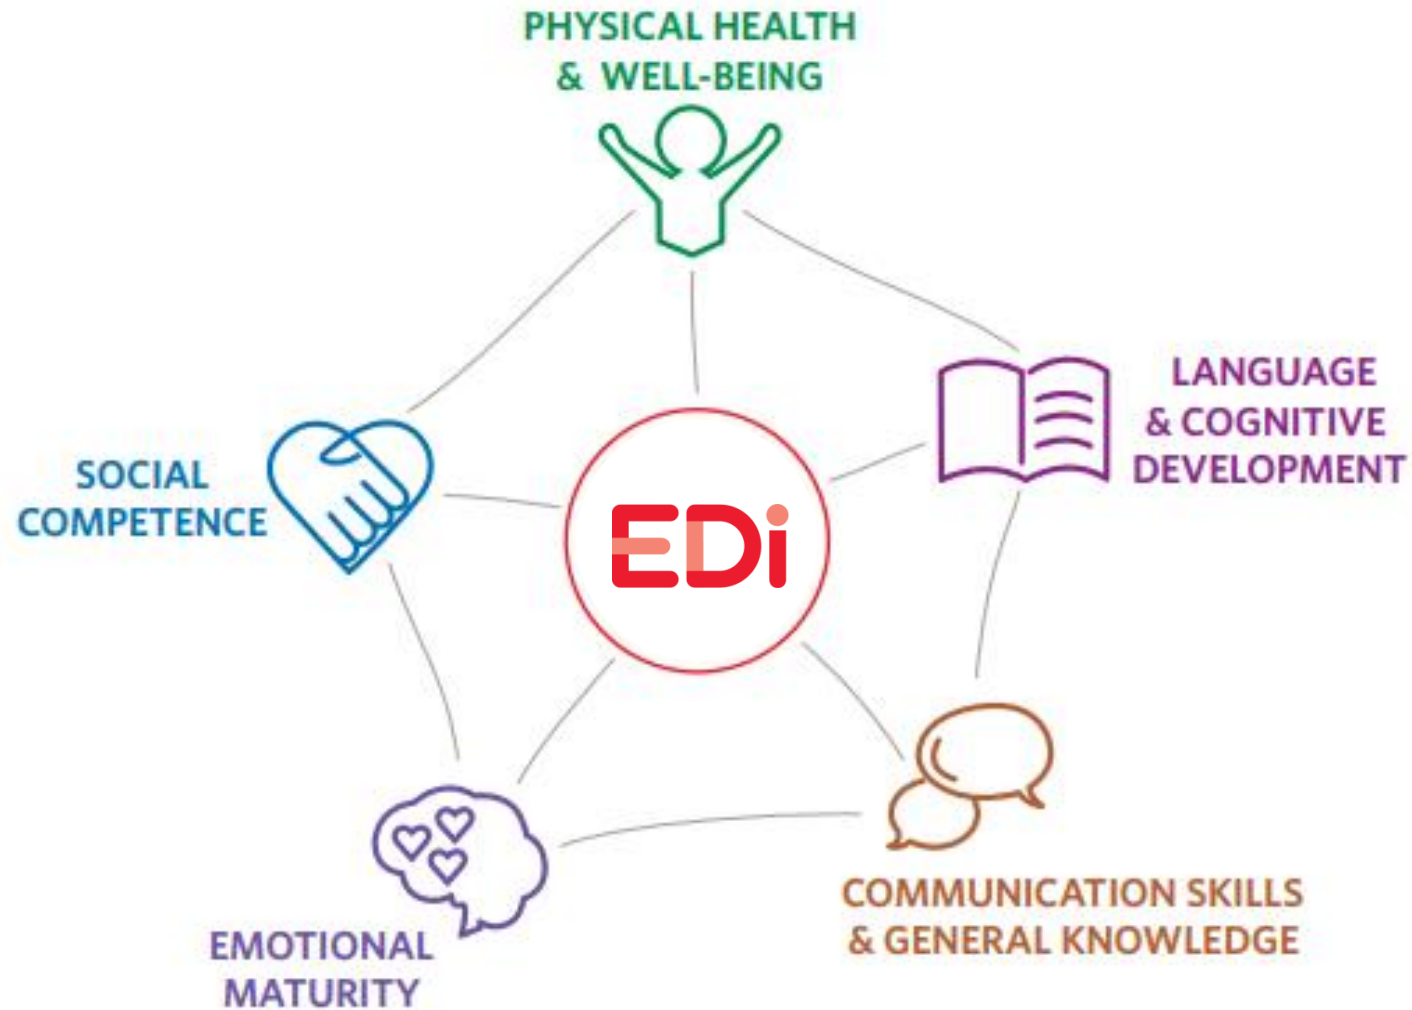 PHYSICAL HEALTH
& WELL-BEING
LANGUAGE
& COGNITIVE
DEVELOPMENT
SOCIAL
COMPETENCE
EDi
COMMUNICATION SKILLS
& GENERAL KNOWLEDGE
EMOTIONAL
MATURITY